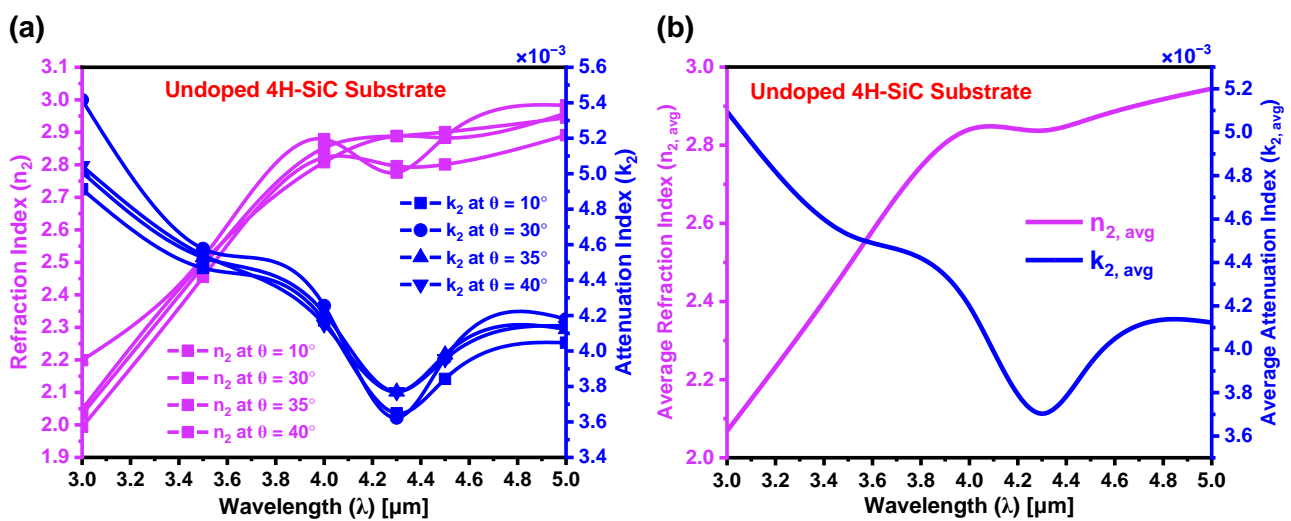 (a)
×10⁻³
Undoped 4H-SiC Substrate
Refraction Index (n₂)
3.1
3.0
2.9
2.8
2.7
2.6
2.5
2.4
2.3
2.2
2.1
2.0
1.9
5.6
5.4
5.2
5.0
4.8
4.6
4.4
4.2
4.0
3.8
3.6
3.4
Attenuation Index (k₂)
k₂ at θ = 10°
k₂ at θ = 30°
k₂ at θ = 35°
k₂ at θ = 40°
n₂ at θ = 10°
n₂ at θ = 30°
n₂ at θ = 35°
n₂ at θ = 40°
3.0 3.2 3.4 3.6 3.8 4.0 4.2 4.4 4.6 4.8 5.0
Wavelength (λ) [µm]
(b)
×10⁻³
Undoped 4H-SiC Substrate
Average Refraction Index (n₂, avg)
3.0
2.8
2.6
2.4
2.2
2.0
5.2
5.0
4.8
4.6
4.4
4.2
4.0
3.8
3.6
Average Attenuation Index (k₂, avg)
n₂, avg
k₂, avg
3.0 3.2 3.4 3.6 3.8 4.0 4.2 4.4 4.6 4.8 5.0
Wavelength (λ) [µm]